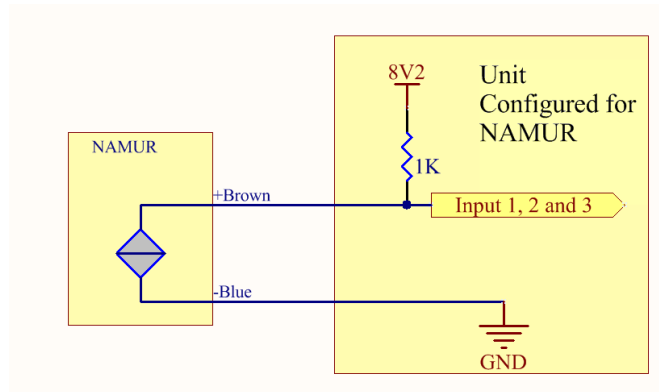 8V2
Unit
Configured for
NAMUR
NAMUR
1K
+Brown
Input 1, 2 and 3
-Blue
GND